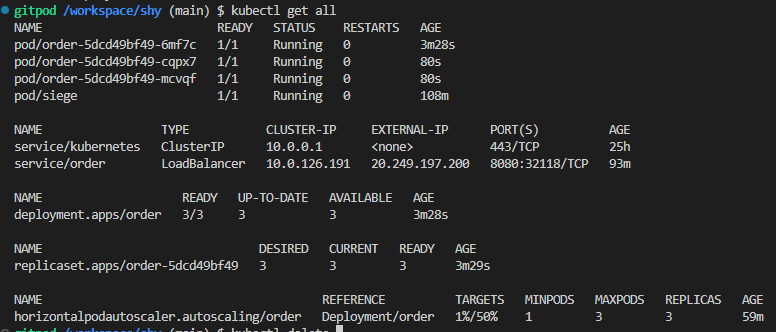 gitpod /workspace/shy (main) $ kubectl get all
NAME READY STATUS RESTARTS AGE
pod/order-5dcd49bf49-6mf7c 1/1 Running 0 3m28s
pod/order-5dcd49bf49-cqpx7 1/1 Running 0 80s
pod/order-5dcd49bf49-mcvqf 1/1 Running 0 80s
pod/siege 1/1 Running 0 108m
NAME TYPE CLUSTER-IP EXTERNAL-IP PORT(S) AGE
service/kubernetes ClusterIP 10.0.0.1 <none> 443/TCP 25h
service/order LoadBalancer 10.0.126.191 20.249.197.200 8080:32118/TCP 93m
NAME READY UP-TO-DATE AVAILABLE AGE
deployment.apps/order 3/3 3 3 3m28s
NAME DESIRED CURRENT READY AGE
replicaset.apps/order-5dcd49bf49 3 3 3 3m29s
NAME REFERENCE TARGETS MINPODS MAXPODS REPLICAS AGE
horizontalpodautoscaler.autoscaling/order Deployment/order 1%/50% 1 3 3 59m
gitpod /workspace/shy (main) $ kubectl delete